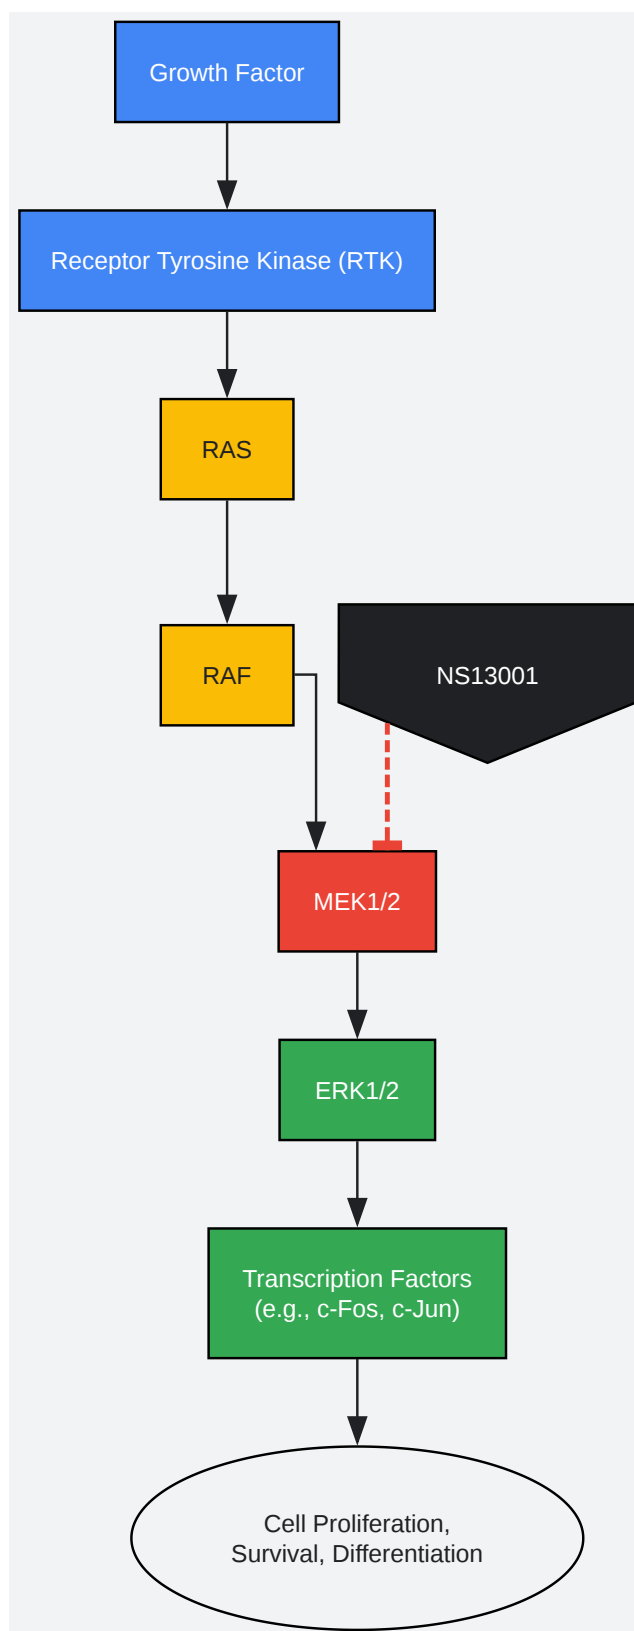 Growth Factor
Receptor Tyrosine Kinase (RTK)
RAS
RAF
NS13001
MEK1/2
ERK1/2
Transcription Factors
(e.g., c-Fos, c-Jun)
Cell Proliferation,
Survival, Differentiation